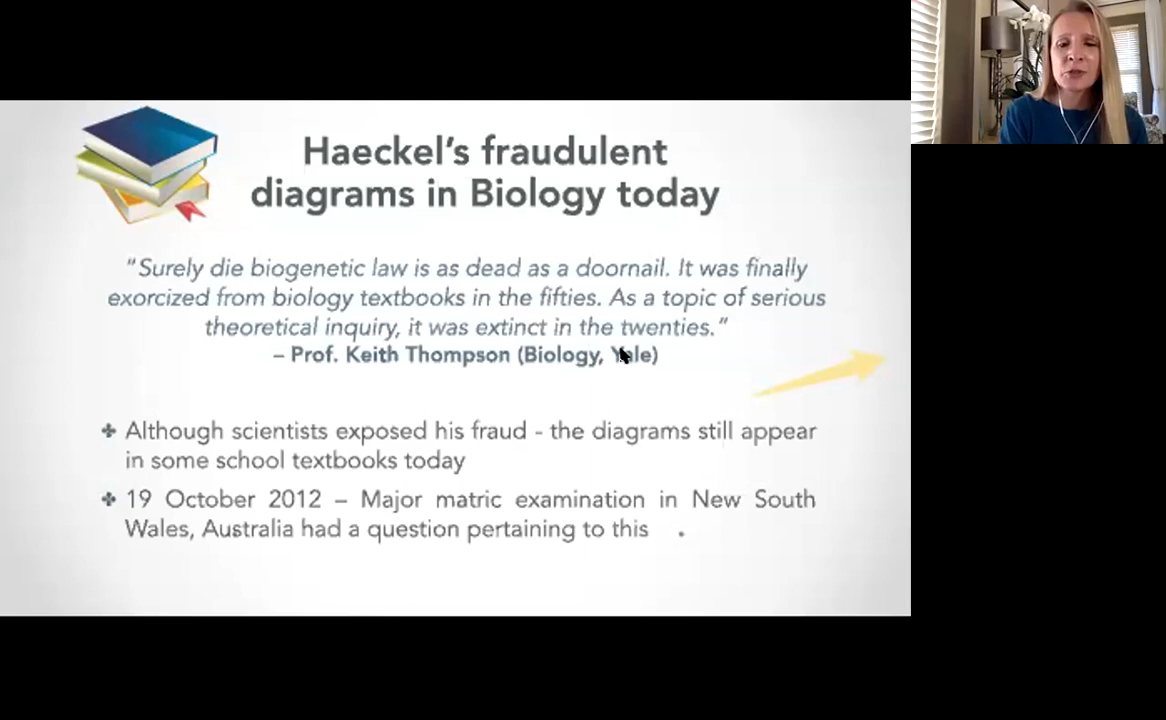 Haeckel's fraudulent
diagrams in Biology today
"Surely die biogenetic law is as dead as a doornail. It was finally
exorcized from biology textbooks in the fifties. As a topic of serious
theoretical inquiry, it was extinct in the twenties."
– Prof. Keith Thompson (Biology, Yale)
✤ Although scientists exposed his fraud - the diagrams still appear
in some school textbooks today
✤ 19 October 2012 – Major matric examination in New South
Wales, Australia had a question pertaining to this .